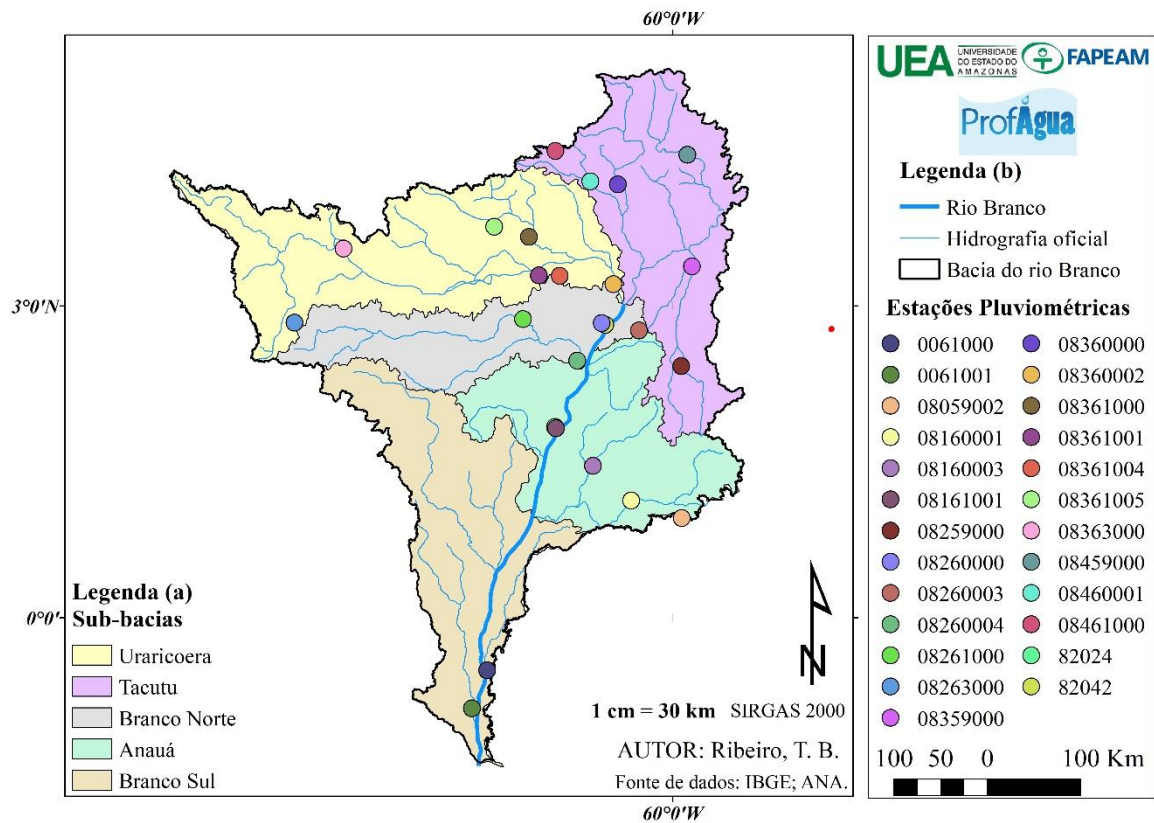 60°0'W
3°0'N
0°0'
60°0'W
Legenda (a)
Sub-bacias
Uraricoera
Tacutu
Branco Norte
Anauá
Branco Sul
N
1 cm = 30 km SIRGAS 2000
AUTOR: Ribeiro, T. B.
Fonte de dados: IBGE; ANA.
UEA UNIVERSIDADE DO ESTADO DO AMAZONAS FAPEAM
ProfÁgua
Legenda (b)
Rio Branco
Hidrografia oficial
Bacia do rio Branco
Estações Pluviométricas
0061000 08360000
0061001 08360002
08059002 08361000
08160001 08361001
08160003 08361004
08161001 08361005
08259000 08363000
08260000 08459000
08260003 08460001
08260004 08461000
08261000 82024
08263000 82042
08359000
100 50 0 100 Km